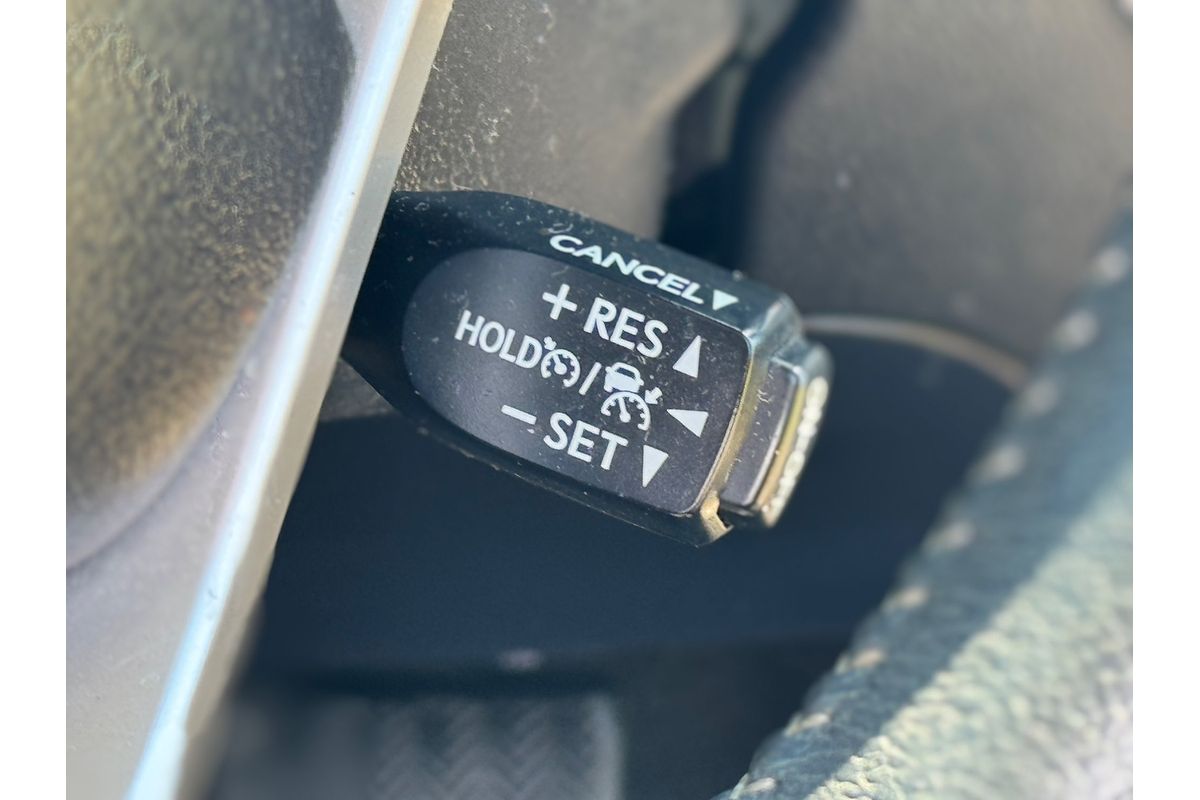 CANCEL▼
+ RES ▲
HOLD / ◀
– SET ▼